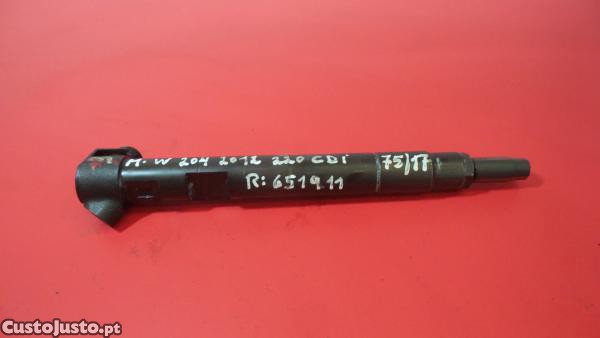 M. W 204 2012 220 CDI 75/17
R: 651911
CustoJusto.pt